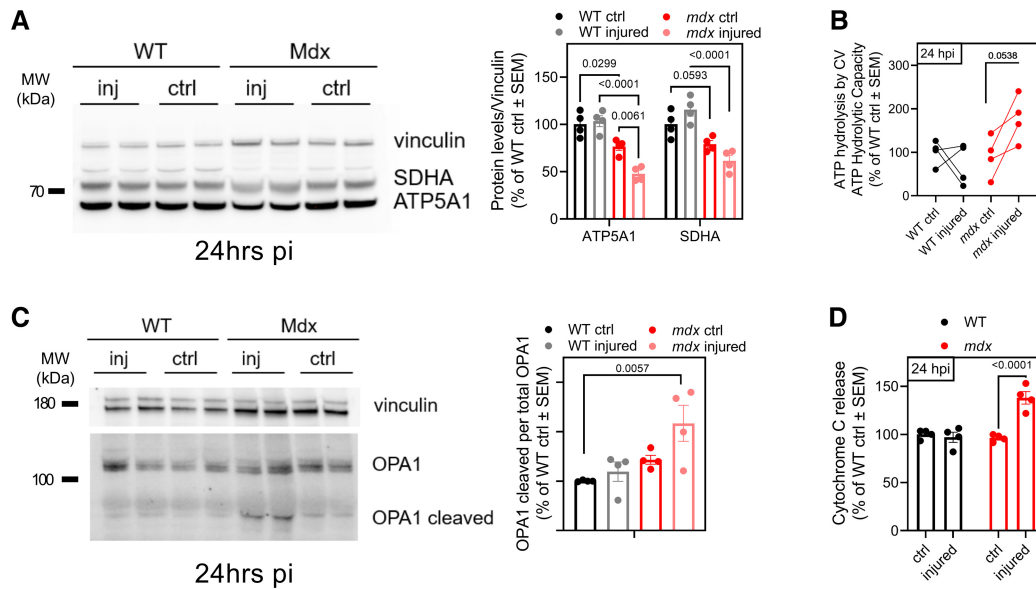 A
WT Mdx
MW
(kDa)
inj ctrl inj ctrl
vinculin
SDHA
70
ATP5A1
24hrs pi
WT ctrl mdx ctrl
WT injured mdx injured
Protein levels/Vinculin
(% of WT ctrl ± SEM)
150
100
50
0
0.0299
<0.0001
0.0061
<0.0001
0.0593
ATP5A1 SDHA
B
ATP hydrolysis by CV
ATP Hydrolytic Capacity
(% of WT ctrl ± SEM)
24 hpi
0.0538
300
200
100
0
WT ctrl
WT injured
mdx ctrl
mdx injured
C
WT Mdx
MW
(kDa)
inj ctrl inj ctrl
180
vinculin
OPA1
100
OPA1 cleaved
24hrs pi
WT ctrl mdx ctrl
WT injured mdx injured
OPA1 cleaved per total OPA1
(% of WT ctrl ± SEM)
0.0057
D
WT
mdx
Cytochrome C release
(% of WT ctrl ± SEM)
24 hpi
<0.0001
150
100
50
0
ctrl
injured
ctrl
injured